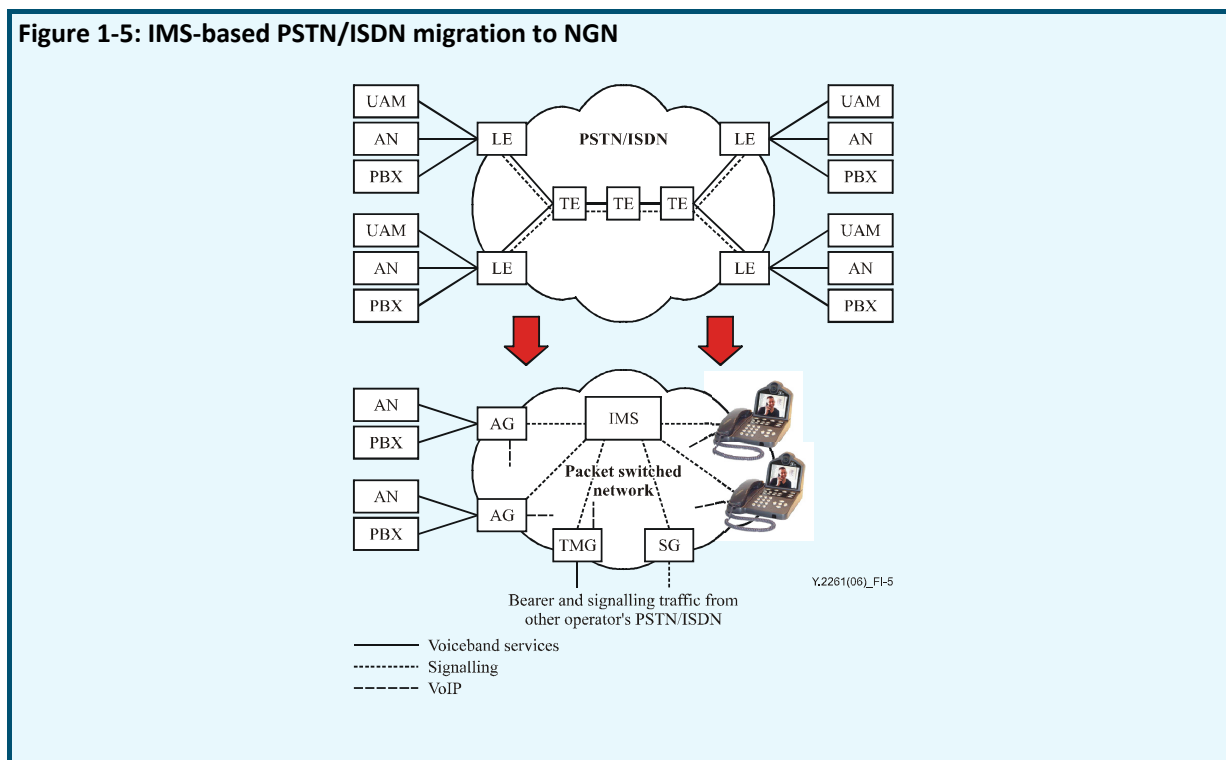 Figure 1-5: IMS-based PSTN/ISDN migration to NGN
UAM
AN
PBX
LE
PSTN/ISDN
LE
UAM
AN
PBX
TE
TE
TE
UAM
AN
PBX
LE
LE
UAM
AN
PBX
AN
PBX
AG
IMS
Packet switched
network
AN
PBX
AG
TMG
SG
Y.2261(06)_FI-5
Bearer and signalling traffic from
other operator's PSTN/ISDN
Voiceband services
Signalling
VoIP